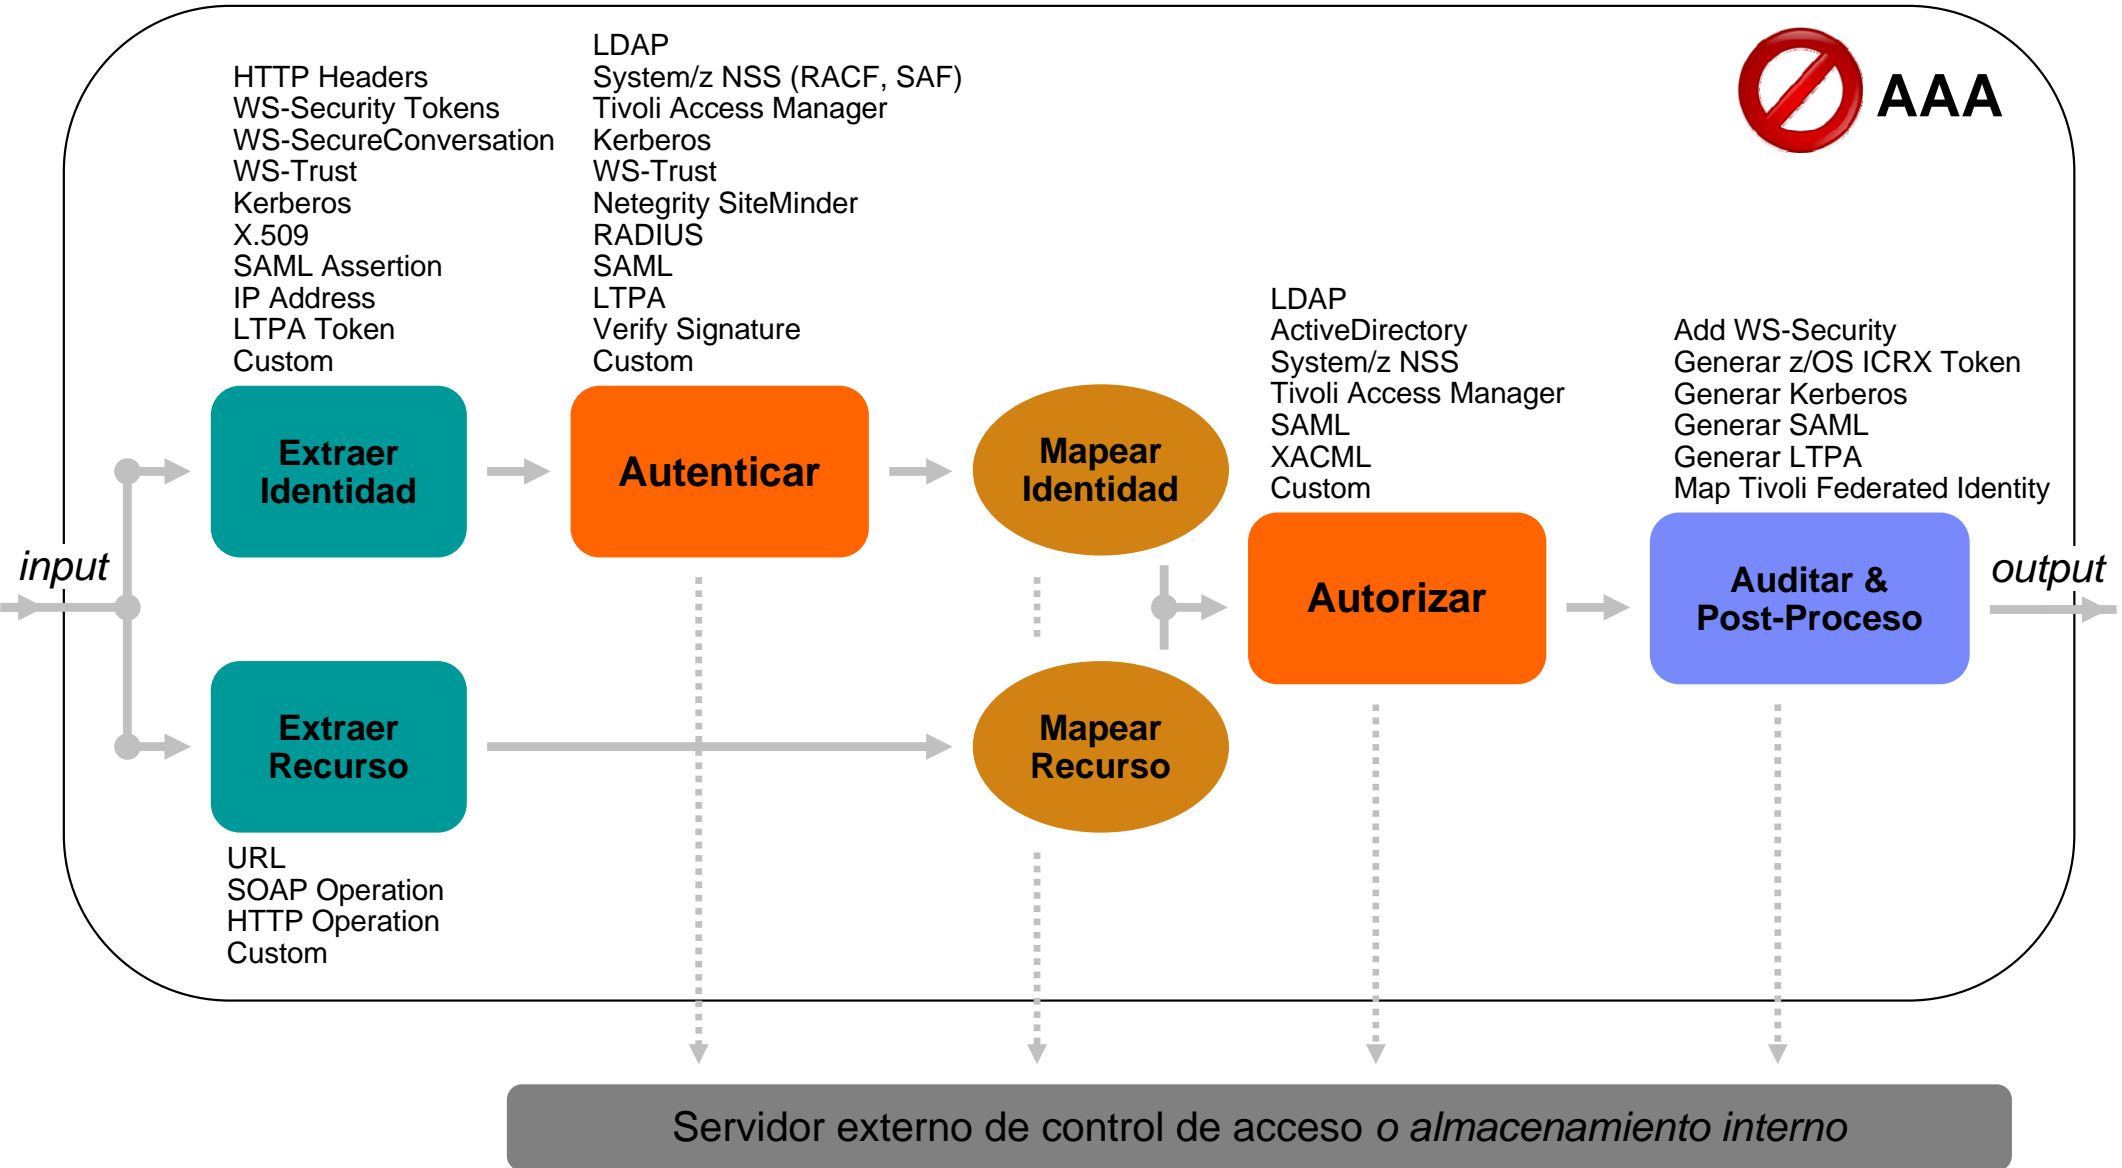 AAA
HTTP Headers
WS-Security Tokens
WS-SecureConversation
WS-Trust
Kerberos
X.509
SAML Assertion
IP Address
LTPA Token
Custom
LDAP
System/z NSS (RACF, SAF)
Tivoli Access Manager
Kerberos
WS-Trust
Netegrity SiteMinder
RADIUS
SAML
LTPA
Verify Signature
Custom
LDAP
ActiveDirectory
System/z NSS
Tivoli Access Manager
SAML
XACML
Custom
Add WS-Security
Generar z/OS ICRX Token
Generar Kerberos
Generar SAML
Generar LTPA
Map Tivoli Federated Identity
input
Extraer
Identidad
Autenticar
Mapear
Identidad
Autorizar
Auditar &
Post-Proceso
output
Extraer
Recurso
Mapear
Recurso
URL
SOAP Operation
HTTP Operation
Custom
Servidor externo de control de acceso o almacenamiento interno